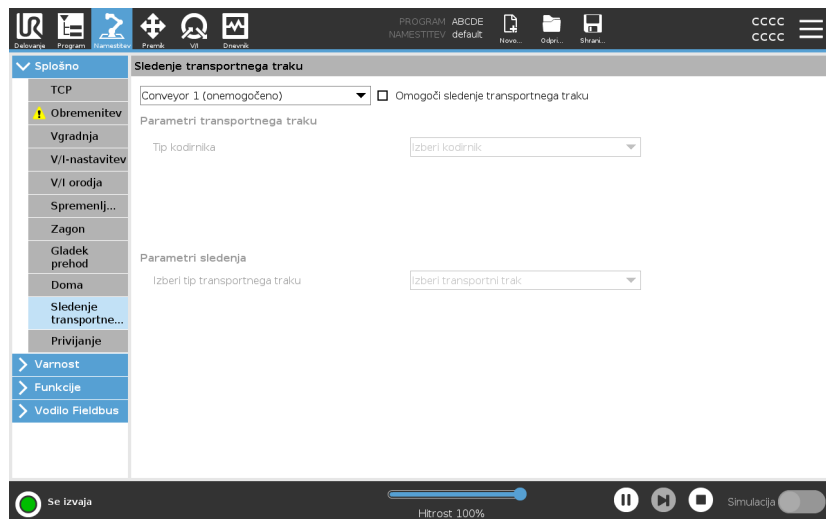 PROGRAM ABCDE
NAMESTITEV default
cccc
cccc
Delovanje Program Namestitev Premik V/I Dnevnik Novo... Odpri... Shrani...
Splošno
Sledenje transportnega traku
TCP
Conveyor 1 (onemogočeno) Omogoči sledenje transportnega traku
Obremenitev
Parametri transportnega traku
Vgradnja
Tip kodirnika Izberi kodirnik
V/I-nastavitev
V/I orodja
Spremenlj...
Zagon
Gladek
prehod
Parametri sledenja
Doma
Izberi tip transportnega traku Izberi transportni trak
Sledenje
transportne...
Privijanje
Varnost
Funkcije
Vodilo Fieldbus
Se izvaja
Hitrost 100%
Simulacija